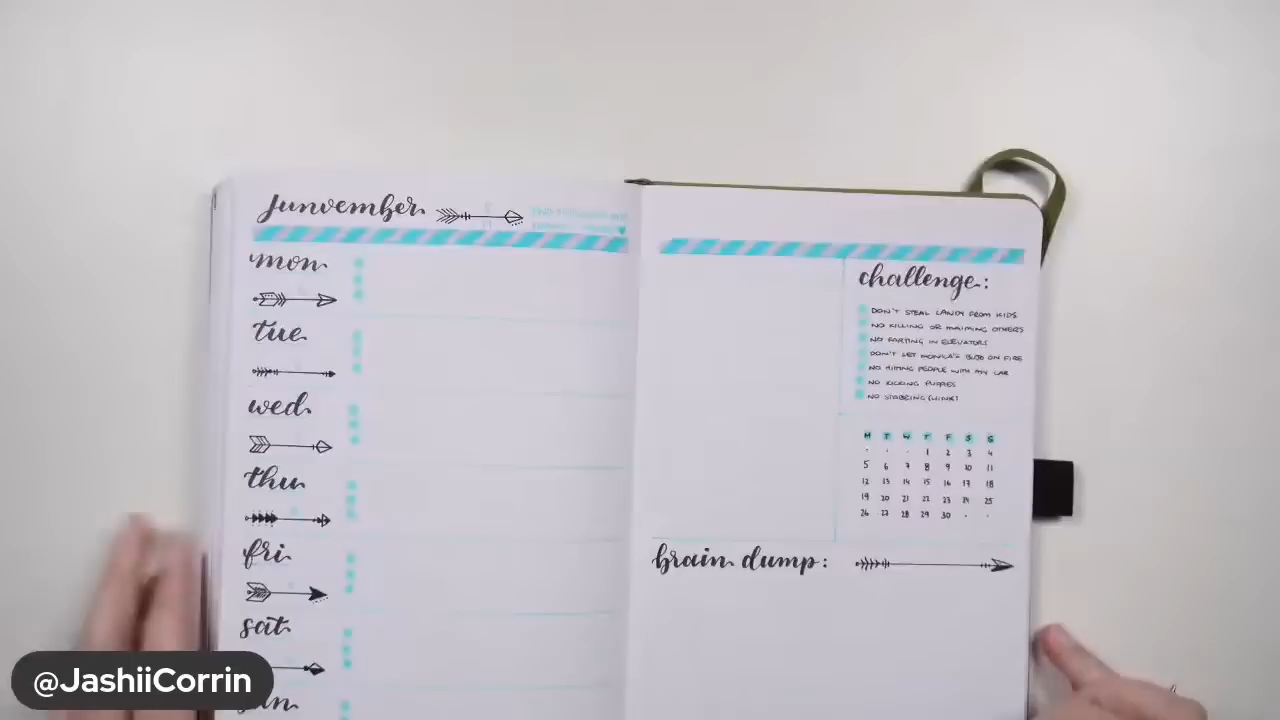 Junvember
mon
tue
wed
thu
fri
sat
challenge:
DON'T STEAL CANDY FROM KIDS
NO KILLING OR MAIMING OTHERS
NO FARTING IN ELEVATORS
DON'T LET MONICA'S BUJO ON FIRE
NO HITTING PEOPLE WITH MY CAR
NO KICKING PUPPIES
NO STABBING (WINK)
M T W T F S S
· · · 1 2 3 4
5 6 7 8 9 10 11
12 13 14 15 16 17 18
19 20 21 22 23 24 25
26 27 28 29 30 · ·
brain dump:
@JashiiCorrin